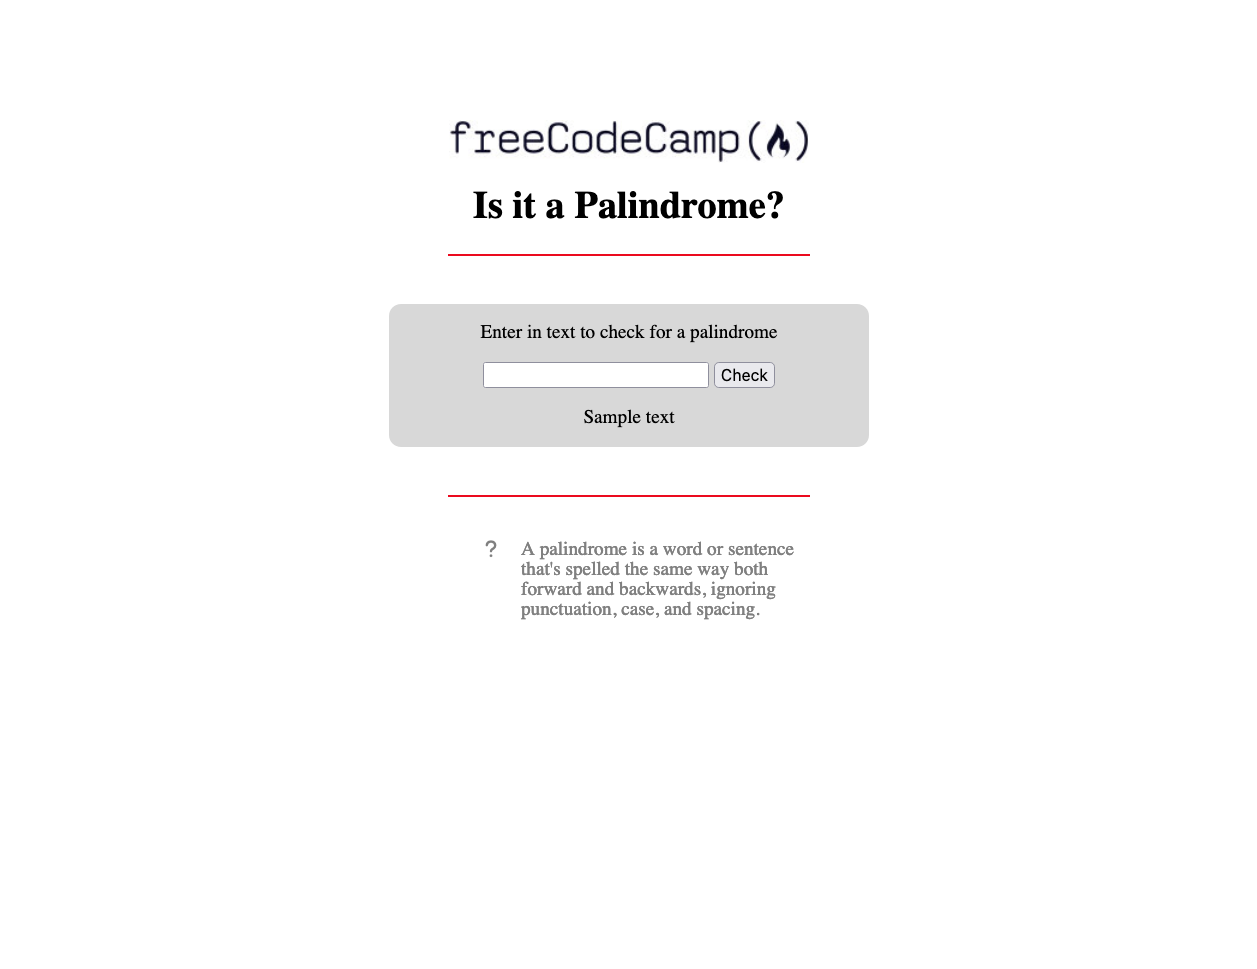 freeCodeCamp(🔥)
Is it a Palindrome?
Enter in text to check for a palindrome
Check
Sample text
? A palindrome is a word or sentence
that's spelled the same way both
forward and backwards, ignoring
punctuation, case, and spacing.